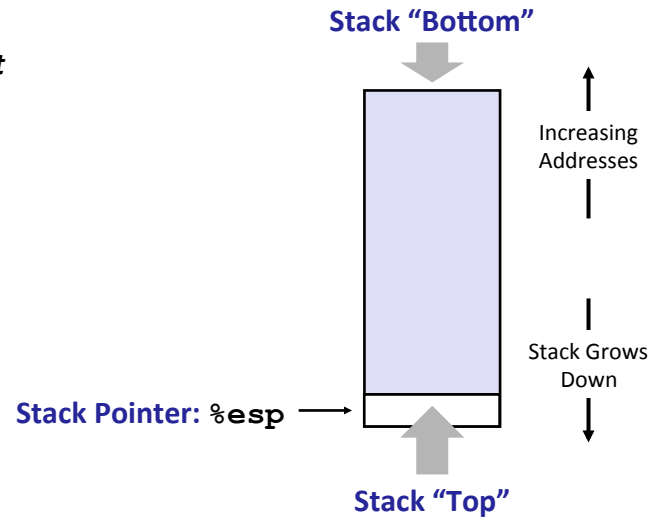 Stack “Bottom”
t
Increasing
Addresses
Stack Grows
Down
Stack Pointer: %esp
Stack “Top”